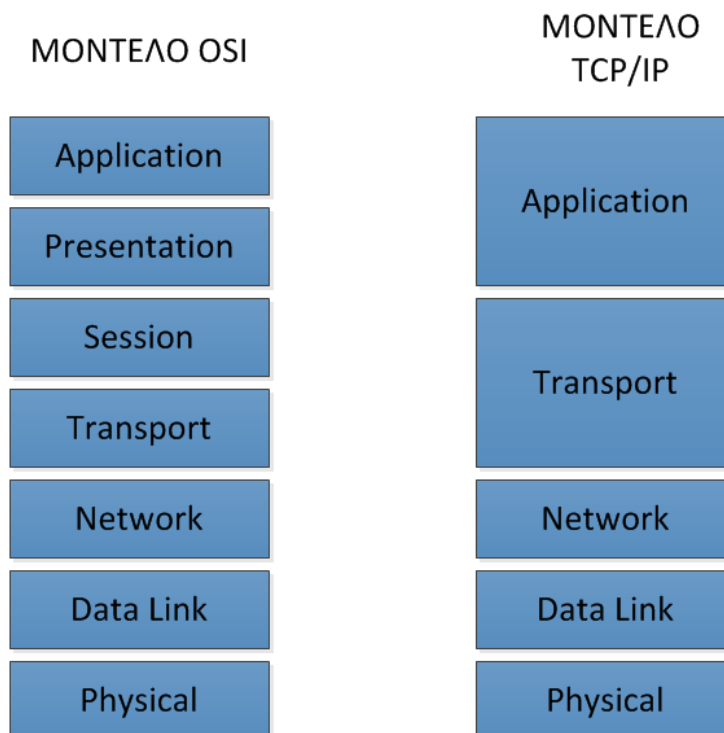 ΜΟΝΤΕΛΟ OSI
Application
Presentation
Session
Transport
Network
Data Link
Physical
ΜΟΝΤΕΛΟ
TCP/IP
Application
Transport
Network
Data Link
Physical